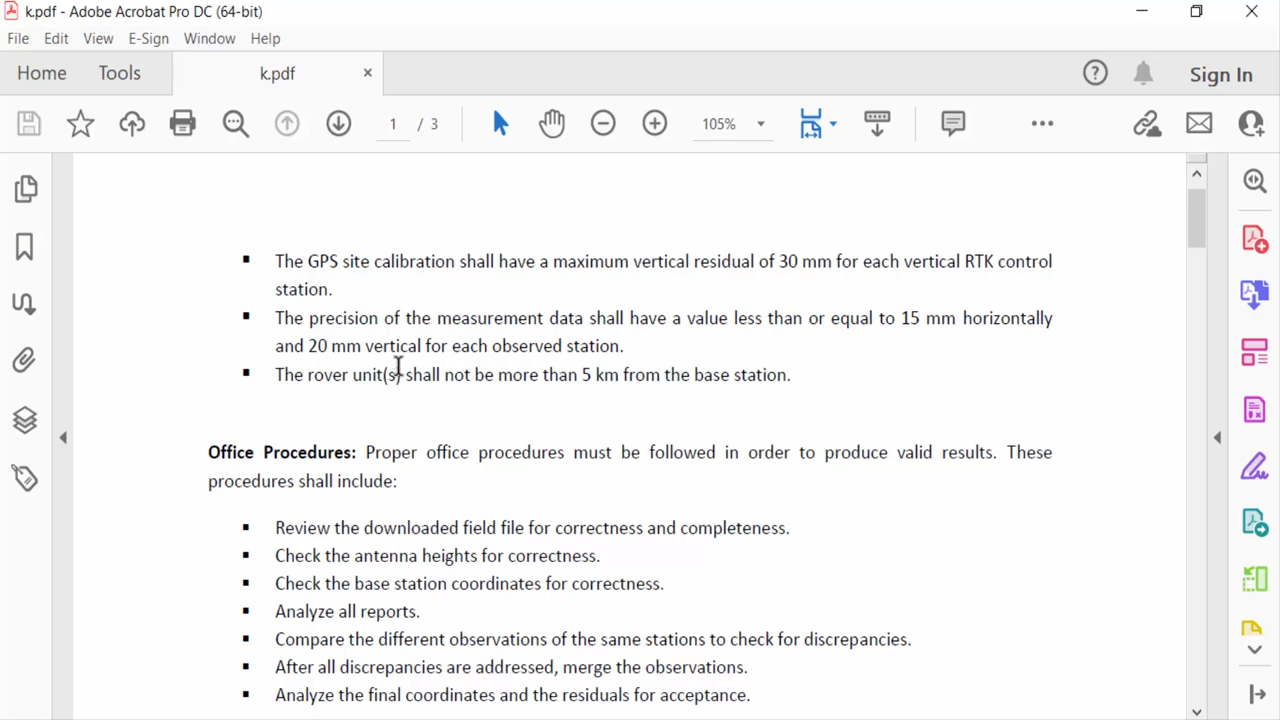 k.pdf - Adobe Acrobat Pro DC (64-bit)
File Edit View E-Sign Window Help
Home Tools k.pdf × Sign In
1 / 3 105%
▪ The GPS site calibration shall have a maximum vertical residual of 30 mm for each vertical RTK control
station.
▪ The precision of the measurement data shall have a value less than or equal to 15 mm horizontally
and 20 mm vertical for each observed station.
▪ The rover unit(s) shall not be more than 5 km from the base station.
Office Procedures: Proper office procedures must be followed in order to produce valid results. These
procedures shall include:
▪ Review the downloaded field file for correctness and completeness.
▪ Check the antenna heights for correctness.
▪ Check the base station coordinates for correctness.
▪ Analyze all reports.
▪ Compare the different observations of the same stations to check for discrepancies.
▪ After all discrepancies are addressed, merge the observations.
▪ Analyze the final coordinates and the residuals for acceptance.